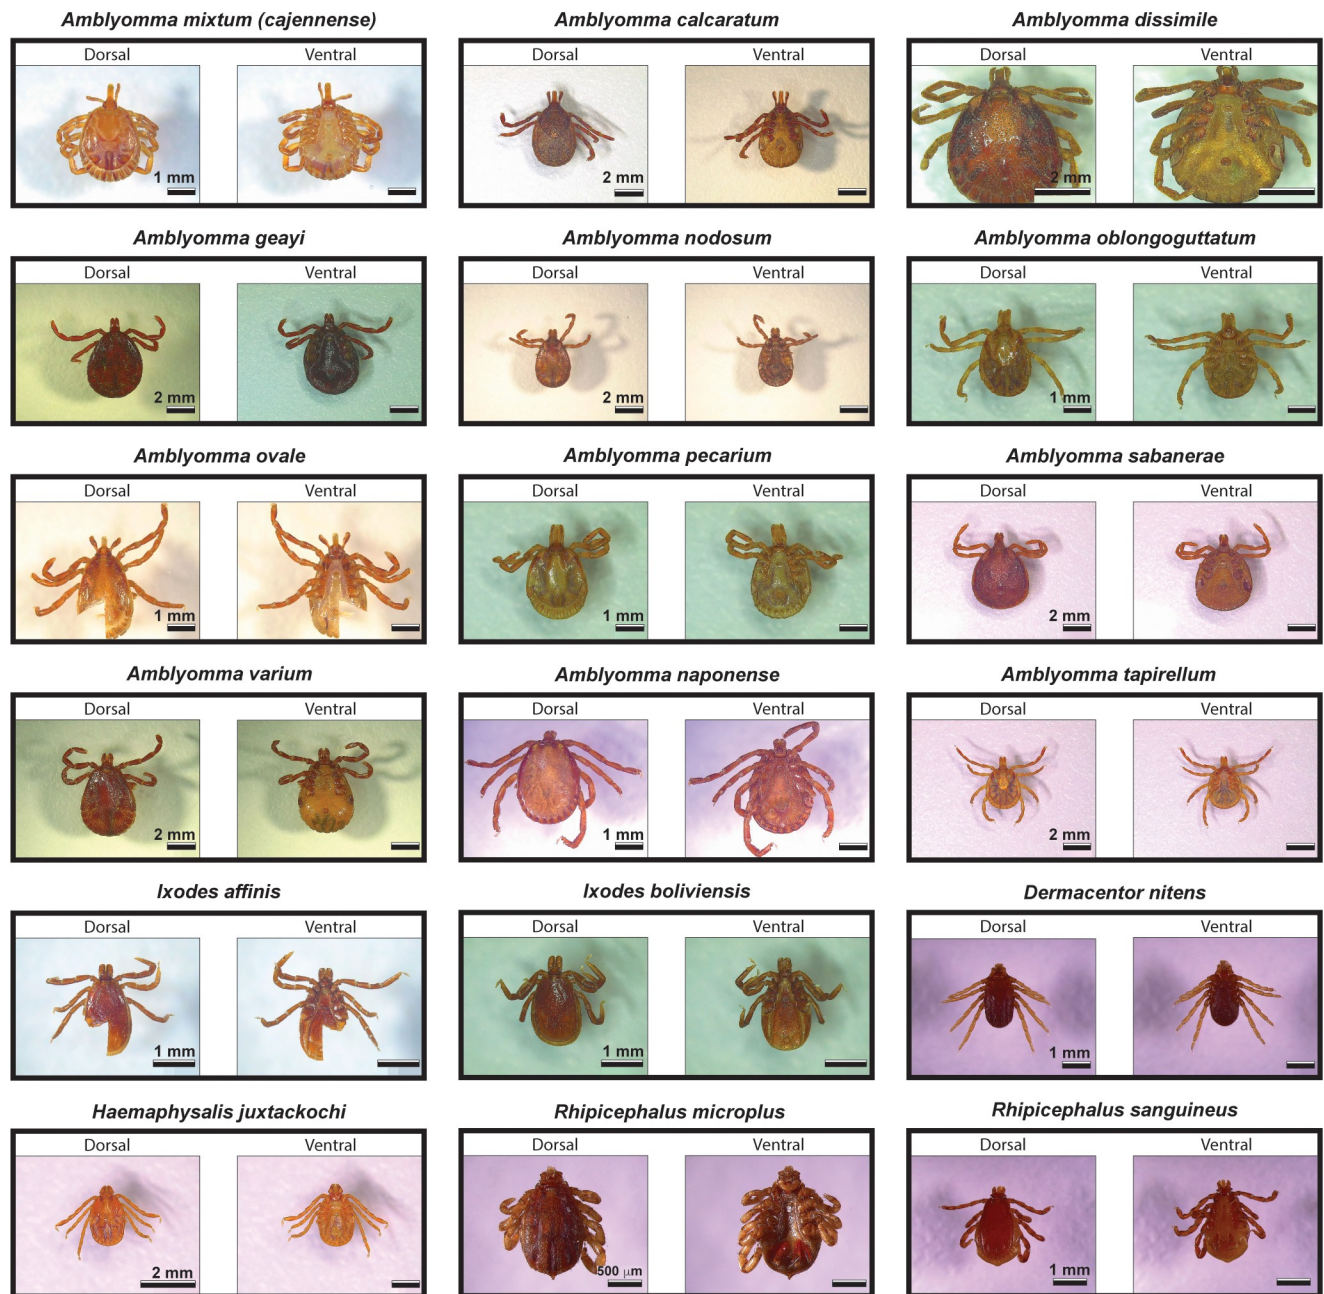 Amblyomma mixtum (cajennense)
Dorsal
Ventral
1 mm
Amblyomma calcaratum
Dorsal
Ventral
2 mm
Amblyomma dissimile
Dorsal
Ventral
2 mm
Amblyomma geayi
Dorsal
Ventral
2 mm
Amblyomma nodosum
Dorsal
Ventral
2 mm
Amblyomma oblongoguttatum
Dorsal
Ventral
1 mm
Amblyomma ovale
Dorsal
Ventral
1 mm
Amblyomma pecarium
Dorsal
Ventral
1 mm
Amblyomma sabanerae
Dorsal
Ventral
2 mm
Amblyomma varium
Dorsal
Ventral
2 mm
Amblyomma naponense
Dorsal
Ventral
1 mm
Amblyomma tapirellum
Dorsal
Ventral
2 mm
Ixodes affinis
Dorsal
Ventral
1 mm
Ixodes boliviensis
Dorsal
Ventral
1 mm
Dermacentor nitens
Dorsal
Ventral
1 mm
Haemaphysalis juxtackochi
Dorsal
Ventral
2 mm
Rhipicephalus microplus
Dorsal
Ventral
500 μm
Rhipicephalus sanguineus
Dorsal
Ventral
1 mm